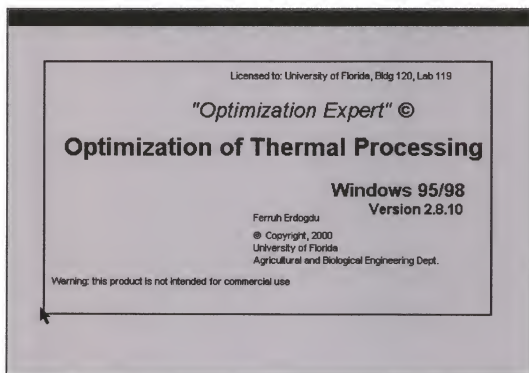 Licensed to: University of Florida, Bldg 120, Lab 119
"Optimization Expert" ©
Optimization of Thermal Processing
Windows 95/98
Version 2.8.10
Ferruh Erdogdu
© Copyright, 2000
University of Florida
Agricultural and Biological Engineering Dept.
Warning: this product is not intended for commercial use